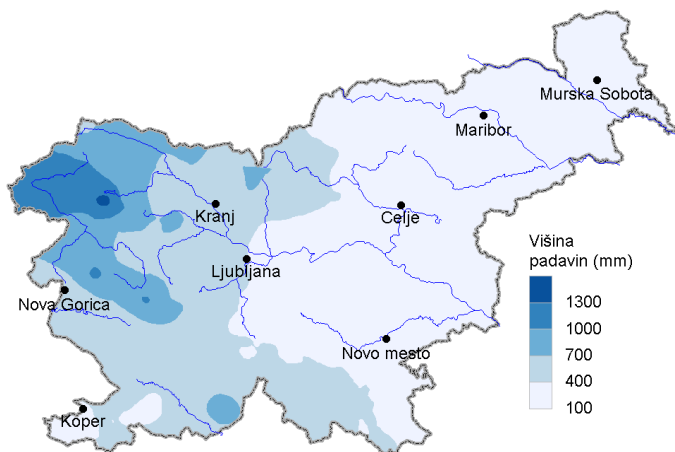 Murska Sobota
Maribor
Kranj
Celje
Ljubljana
Nova Gorica
Novo mesto
Koper
Višina
padavin (mm)
1300
1000
700
400
100